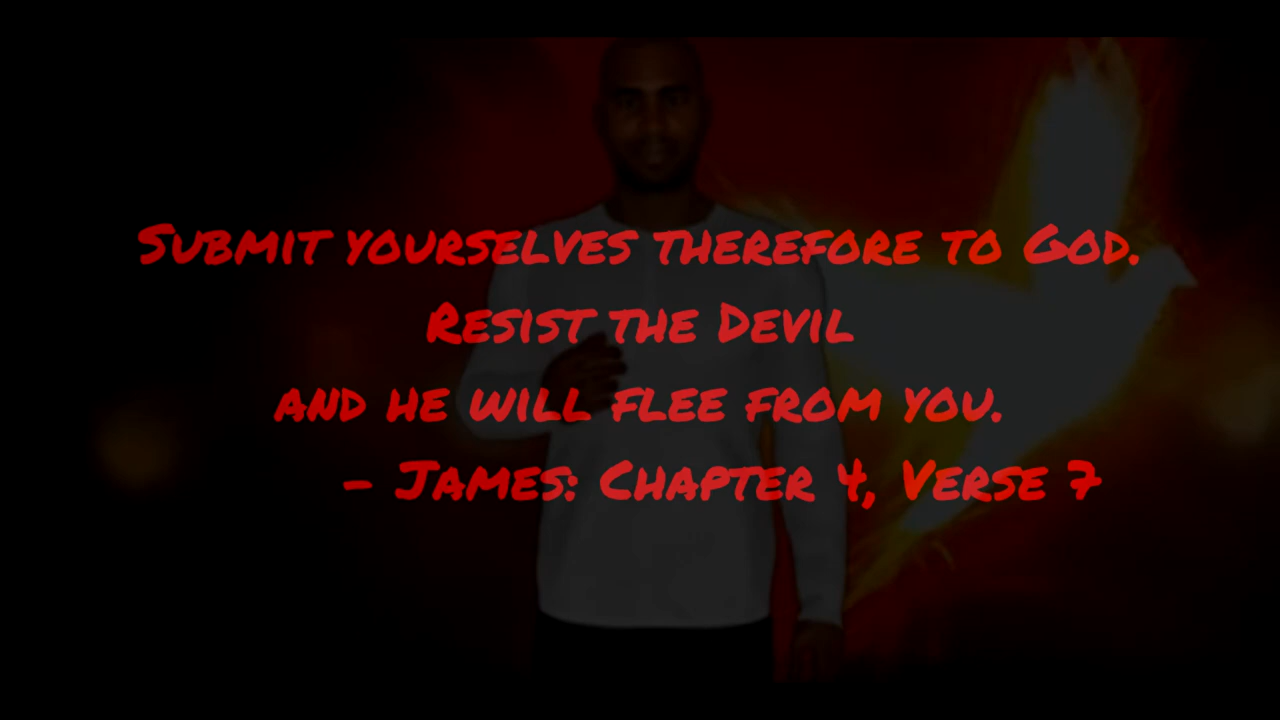 Submit yourselves therefore to God.
Resist the Devil
and he will flee from you.
- James: Chapter 4, Verse 7